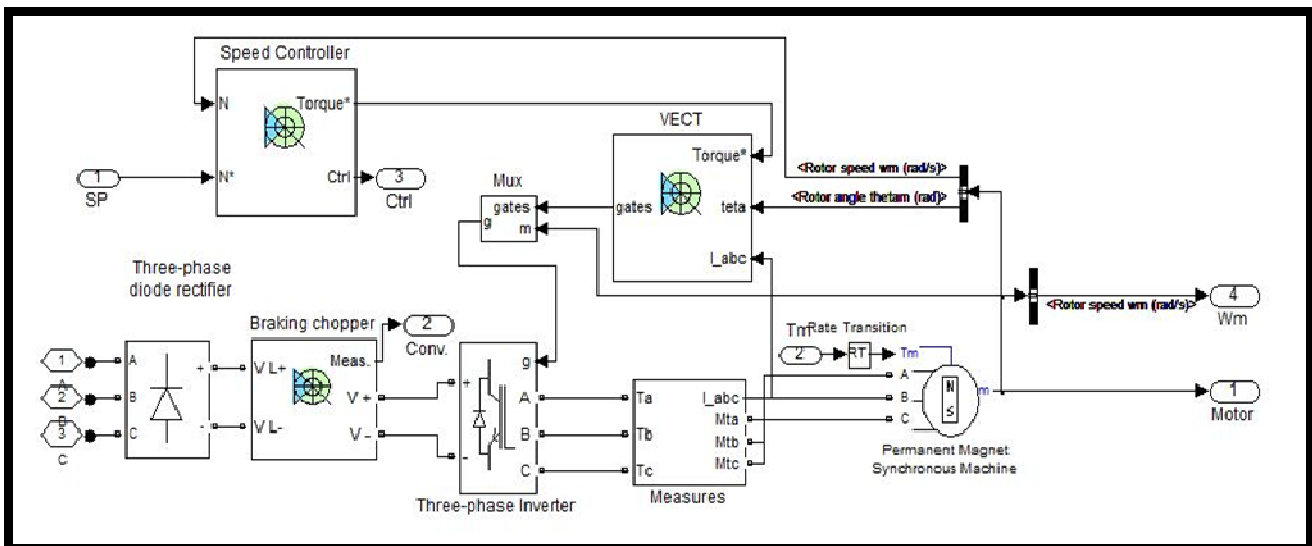 Speed Controller
N
Torque*
N*
Ctrl
1
SP
3
Ctrl
VECT
Torque*
gates
teta
I_abc
<Rotor speed wm (rad/s)>
<Rotor angle thetam (rad)>
Mux
gates
g
m
<Rotor speed wm (rad/s)>
4
Wm
Three-phase
diode rectifier
1
A
2
B
3
C
A
B
C
+
-
Braking chopper
V L+
V L-
Meas.
V +
V -
2
Conv.
g
+
-
A
B
C
Three-phase Inverter
Ta
Tb
Tc
I_abc
Mta
Mtb
Mtc
Measures
Tm
2
Rate Transition
RT
Tm
A
B
C
N
S
m
Permanent Magnet
Synchronous Machine
1
Motor